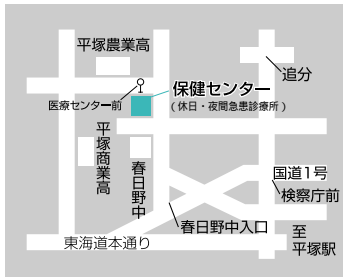 平塚農業高
追分
保健センター
(休日・夜間急患診療所)
医療センター前
平塚商業高
春日野中
国道1号
検察庁前
春日野中入口
至
平塚駅
東海道本通り